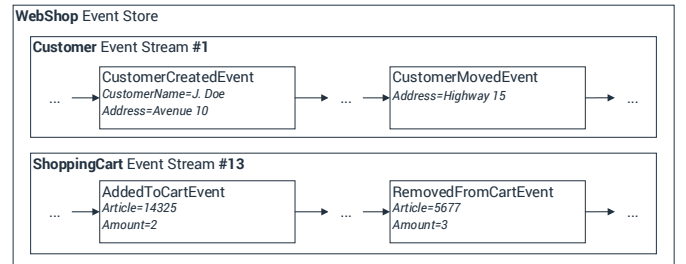 WebShop Event Store
Customer Event Stream #1
... CustomerCreatedEvent
CustomerName=J. Doe
Address=Avenue 10
... CustomerMovedEvent
Address=Highway 15
...
ShoppingCart Event Stream #13
... AddedToCartEvent
Article=14325
Amount=2
... RemovedFromCartEvent
Article=5677
Amount=3
...